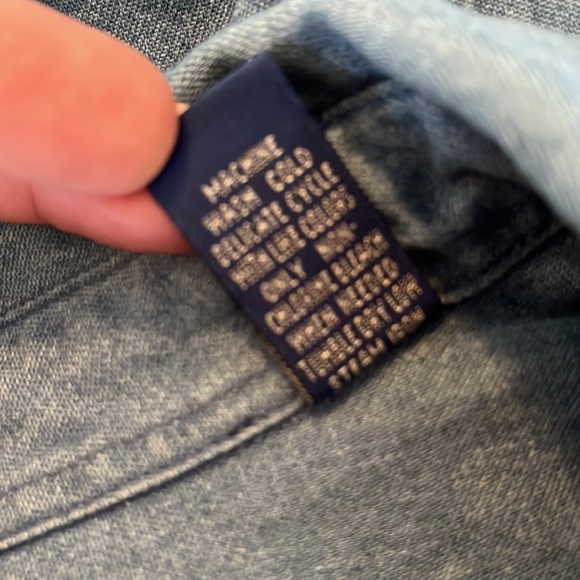 MACHINE
WASH COLD
DELICATE CYCLE
WITH LIKE COLORS
ONLY NON-
CHLORINE BLEACH
WHEN NEEDED
TUMBLE DRY LOW
STEAM IRON